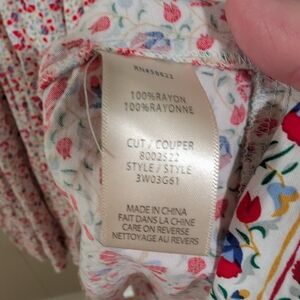 100%RAYON
100%RAYONNE
CUT / COUPER
8002522
STYLE / STYLE
3W03G61
MADE IN CHINA
FAIT DANS LA CHINE
CARE ON REVERSE
NETTOYAGE AU REVERS